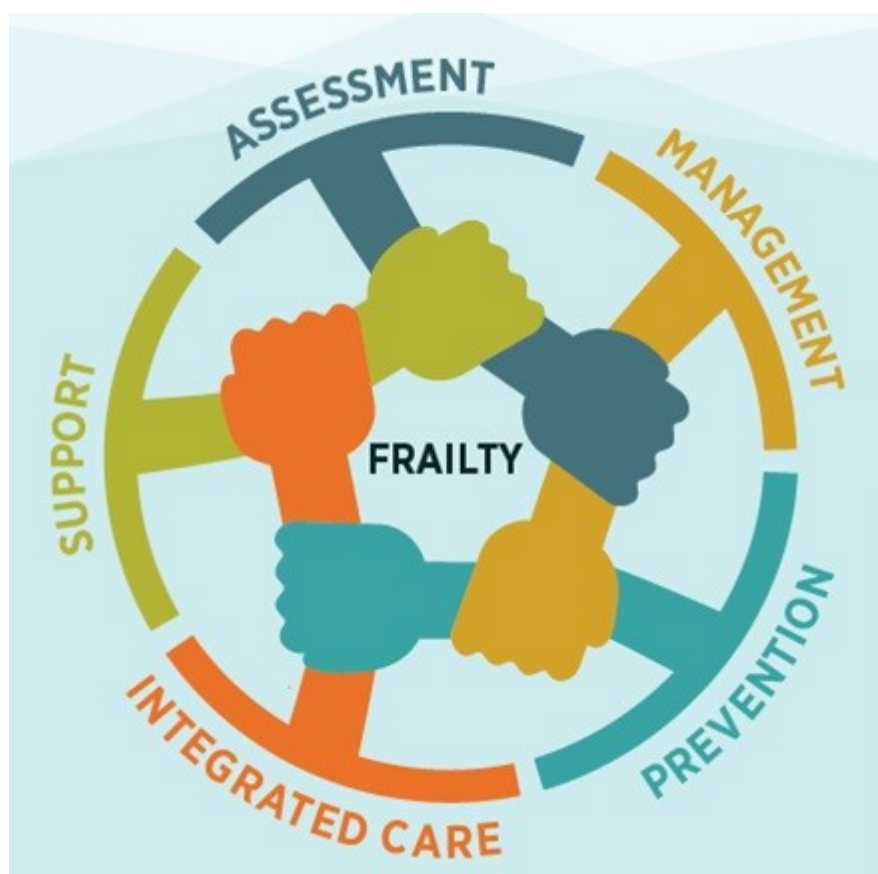 ASSESSMENT
MANAGEMENT
PREVENTION
INTEGRATED CARE
SUPPORT
FRAILTY